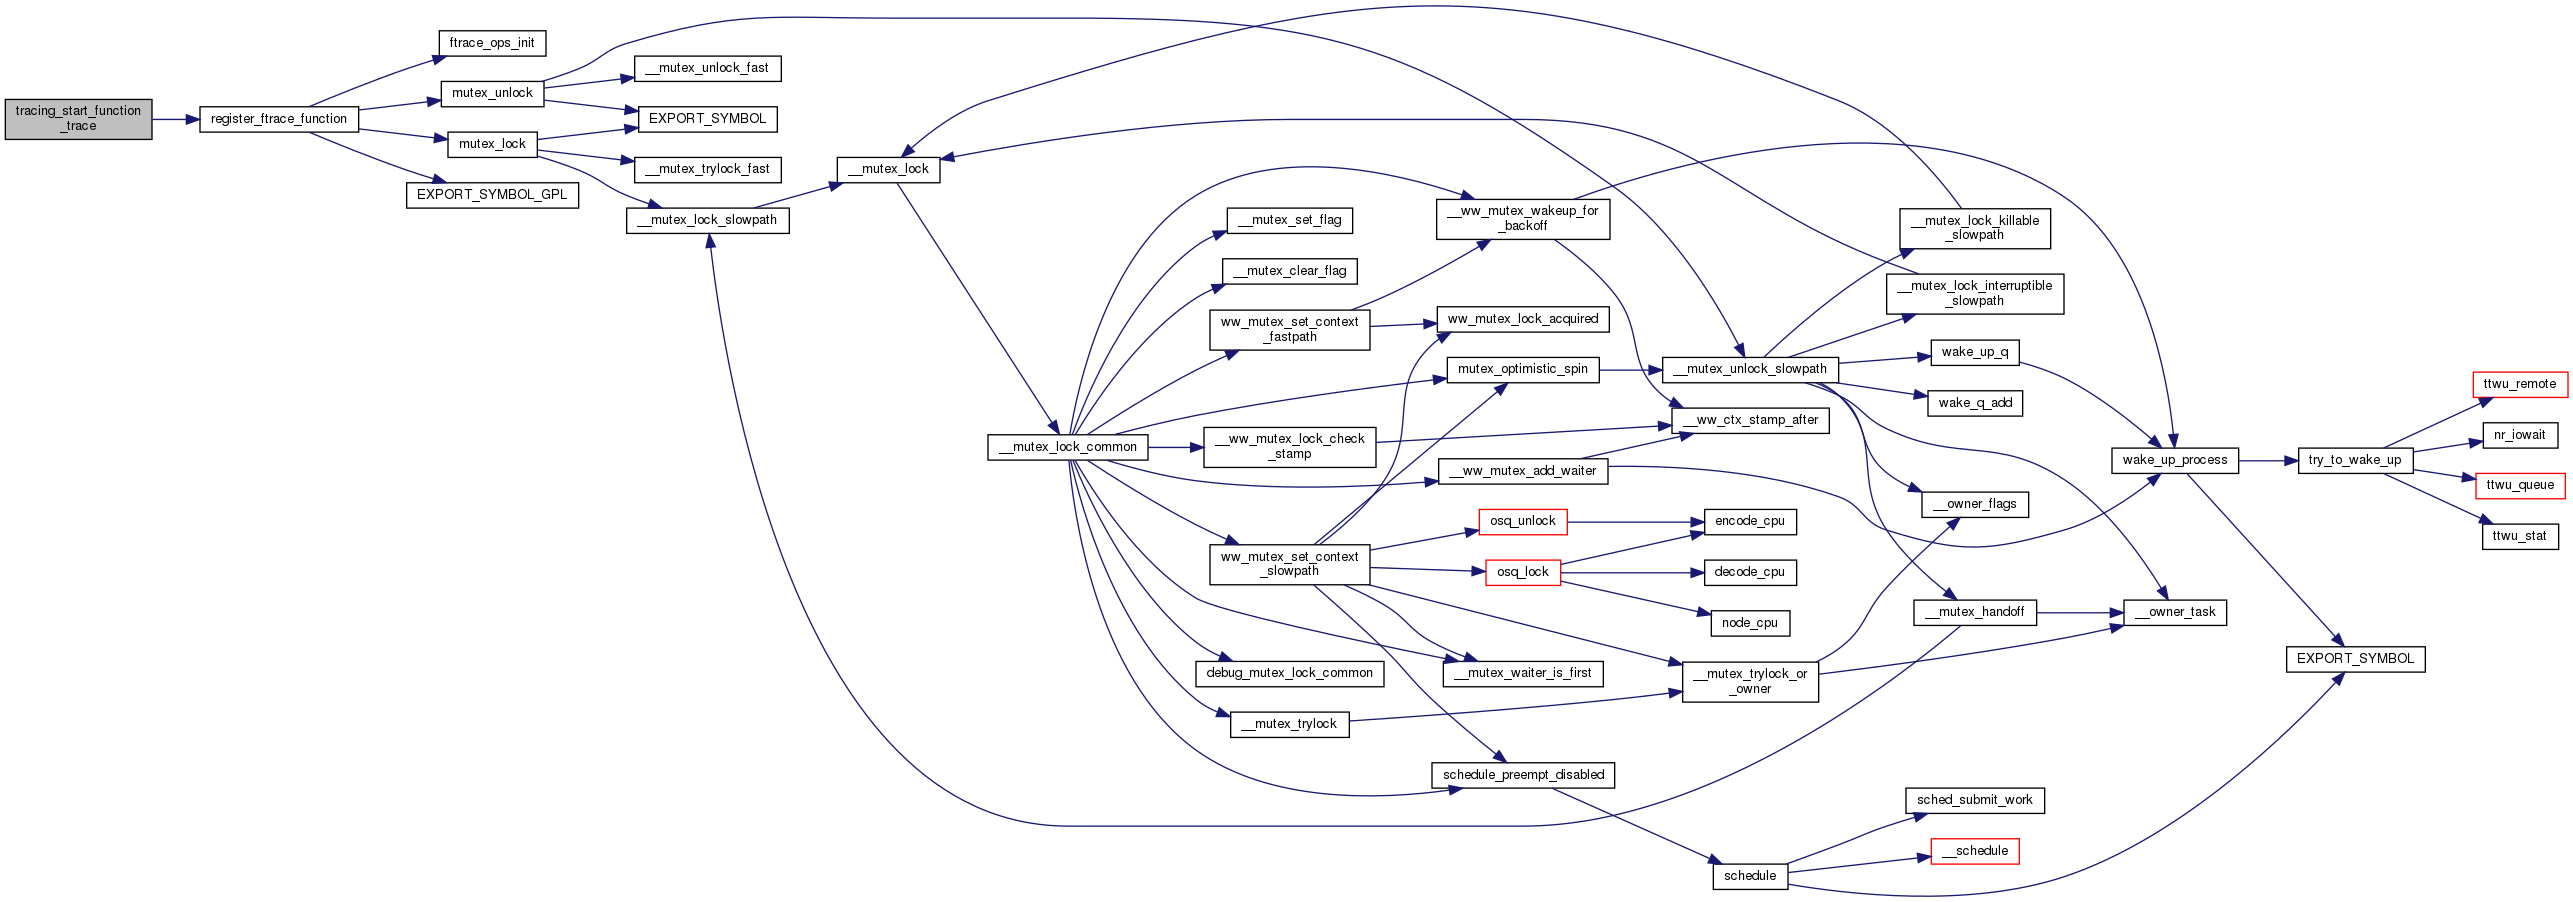 tracing_start_function
_trace
register_ftrace_function
ftrace_ops_init
mutex_unlock
mutex_lock
EXPORT_SYMBOL_GPL
__mutex_unlock_fast
EXPORT_SYMBOL
__mutex_trylock_fast
__mutex_lock_slowpath
__mutex_lock
__mutex_lock_common
__mutex_set_flag
__mutex_clear_flag
ww_mutex_set_context
_fastpath
__ww_mutex_lock_check
_stamp
ww_mutex_set_context
_slowpath
debug_mutex_lock_common
__mutex_trylock
__ww_mutex_wakeup_for
_backoff
ww_mutex_lock_acquired
mutex_optimistic_spin
__ww_mutex_add_waiter
osq_unlock
osq_lock
__mutex_waiter_is_first
schedule_preempt_disabled
__mutex_unlock_slowpath
__ww_ctx_stamp_after
encode_cpu
decode_cpu
node_cpu
__mutex_trylock_or
_owner
schedule
__mutex_lock_killable
_slowpath
__mutex_lock_interruptible
_slowpath
wake_up_q
wake_q_add
__owner_flags
__mutex_handoff
sched_submit_work
__schedule
wake_up_process
__owner_task
try_to_wake_up
EXPORT_SYMBOL
ttwu_remote
nr_iowait
ttwu_queue
ttwu_stat